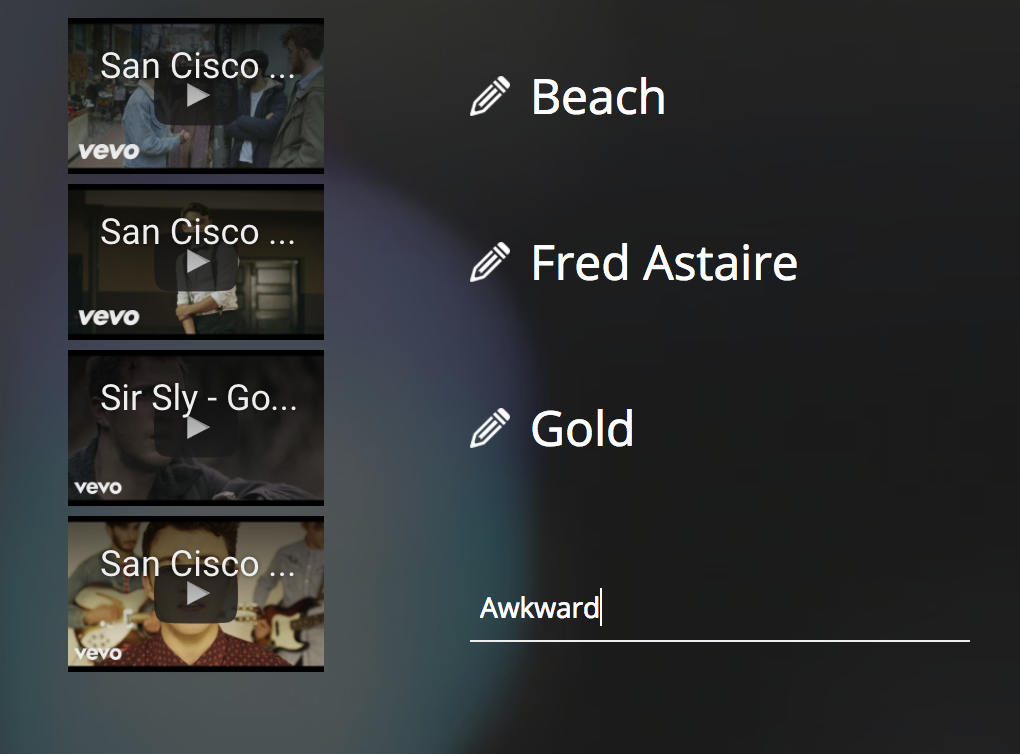 San Cisco ...
vevo
Beach
San Cisco ...
vevo
Fred Astaire
Sir Sly - Go...
vevo
Gold
San Cisco ...
vevo
Awkward